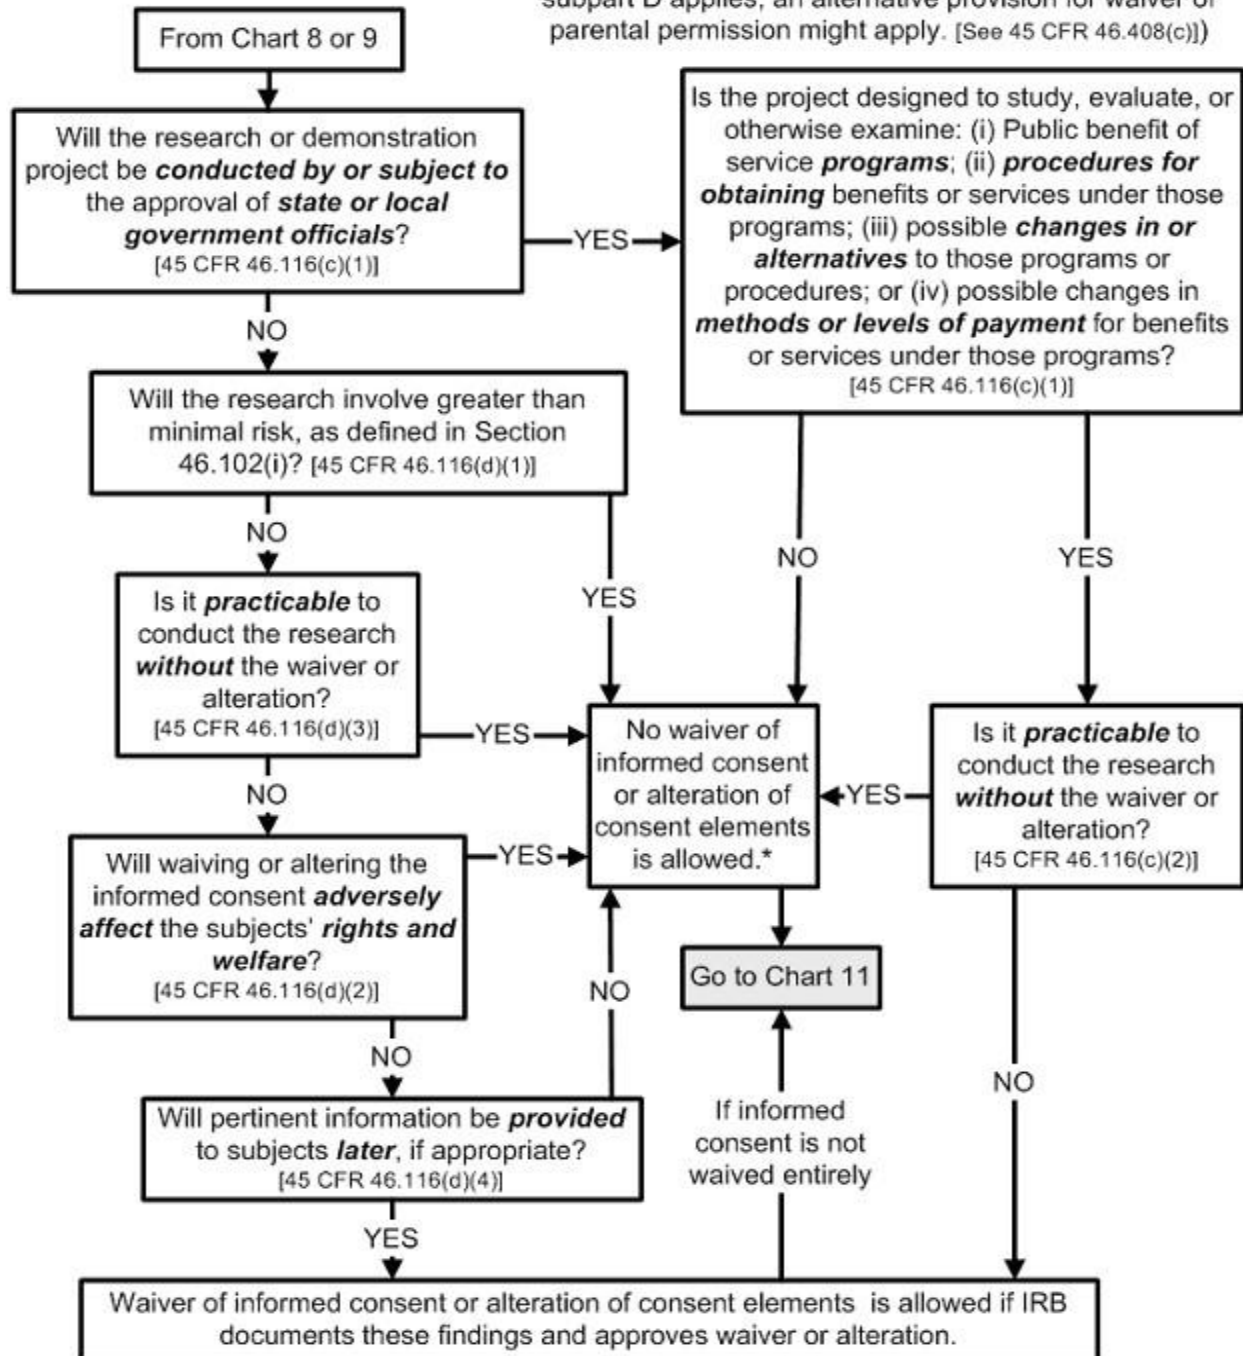 subpart D applies, an alternative provision for waiver of
parental permission might apply. [See 45 CFR 46.408(c)])
From Chart 8 or 9
Will the research or demonstration
project be conducted by or subject to
the approval of state or local
government officials?
[45 CFR 46.116(c)(1)]
YES
Is the project designed to study, evaluate, or
otherwise examine: (i) Public benefit of
service programs; (ii) procedures for
obtaining benefits or services under those
programs; (iii) possible changes in or
alternatives to those programs or
procedures; or (iv) possible changes in
methods or levels of payment for benefits
or services under those programs?
[45 CFR 46.116(c)(1)]
NO
Will the research involve greater than
minimal risk, as defined in Section
46.102(i)? [45 CFR 46.116(d)(1)]
NO
YES
NO
YES
Is it practicable to
conduct the research
without the waiver or
alteration?
[45 CFR 46.116(d)(3)]
YES
No waiver of
informed consent
or alteration of
consent elements
is allowed.*
YES
Is it practicable to
conduct the research
without the waiver or
alteration?
[45 CFR 46.116(c)(2)]
NO
Will waiving or altering the
informed consent adversely
affect the subjects' rights and
welfare?
[45 CFR 46.116(d)(2)]
YES
Go to Chart 11
NO
NO
Will pertinent information be provided
to subjects later, if appropriate?
[45 CFR 46.116(d)(4)]
If informed
consent is not
waived entirely
NO
YES
Waiver of informed consent or alteration of consent elements is allowed if IRB
documents these findings and approves waiver or alteration.